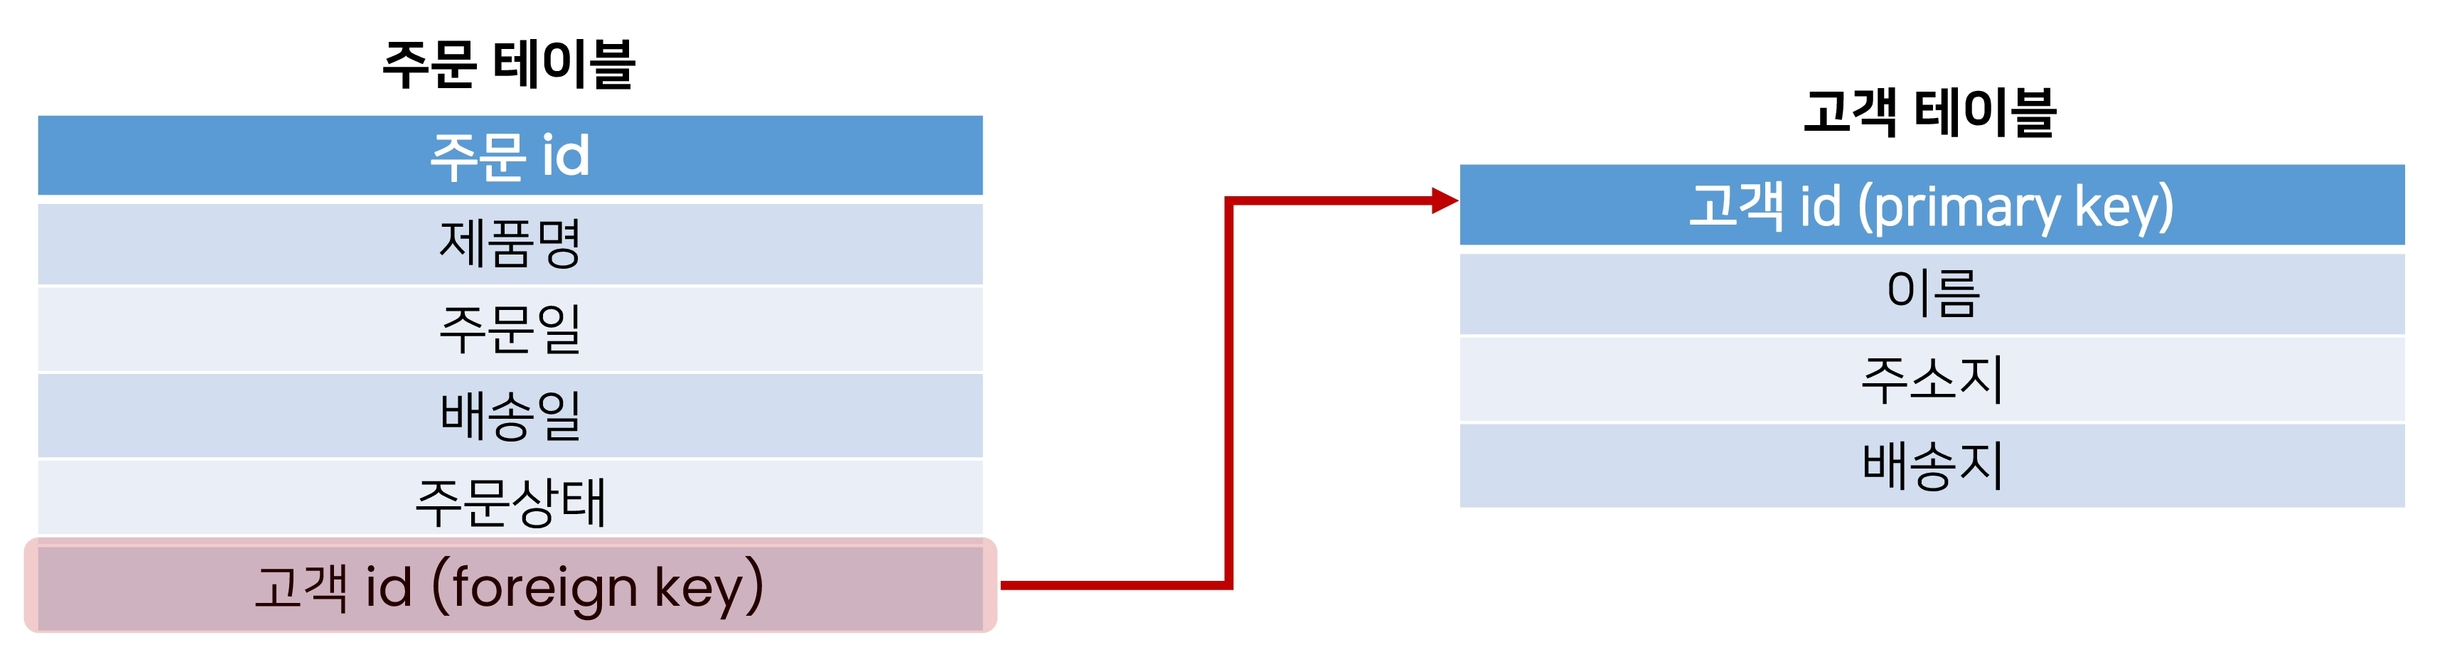 주문 테이블
주문 id
제품명
주문일
배송일
주문상태
고객 id (foreign key)
고객 테이블
고객 id (primary key)
이름
주소지
배송지